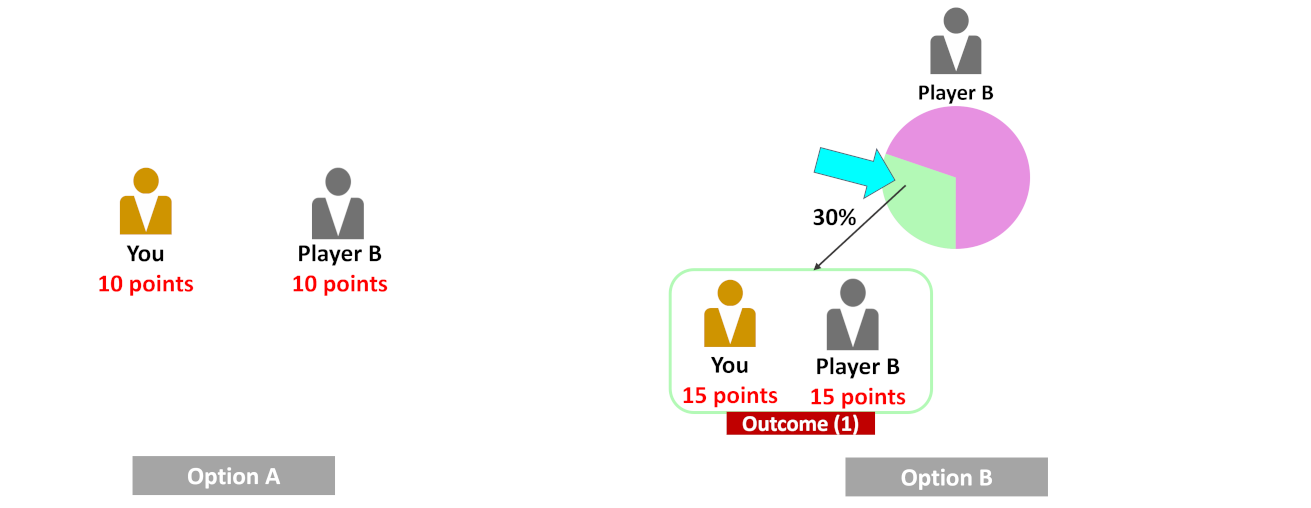 Player B
30%
You
10 points
Player B
10 points
You
15 points
Player B
15 points
Outcome (1)
Option A
Option B